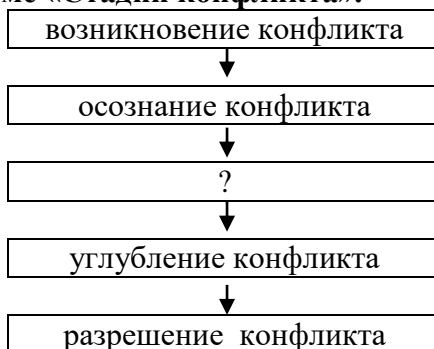 ме «Стадии конфликта».
возникновение конфликта
осознание конфликта
?
углубление конфликта
разрешение конфликта